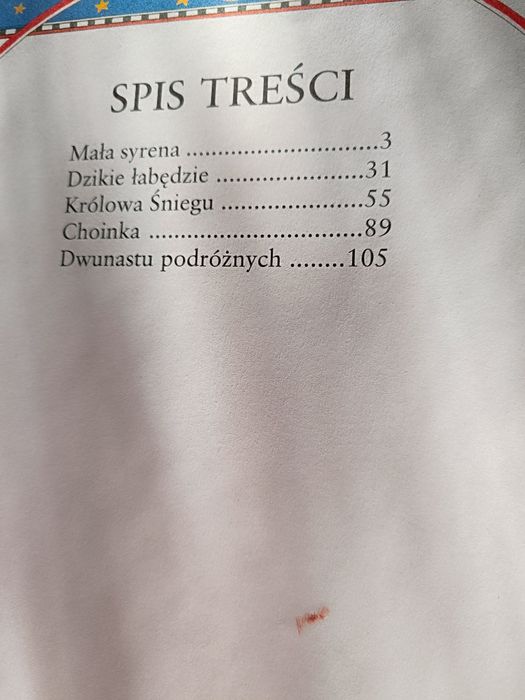 SPIS TREŚCI
Mała syrena ..............................3
Dzikie łabędzie .......................31
Królowa Śniegu ......................55
Choinka .................................89
Dwunastu podróżnych ........105